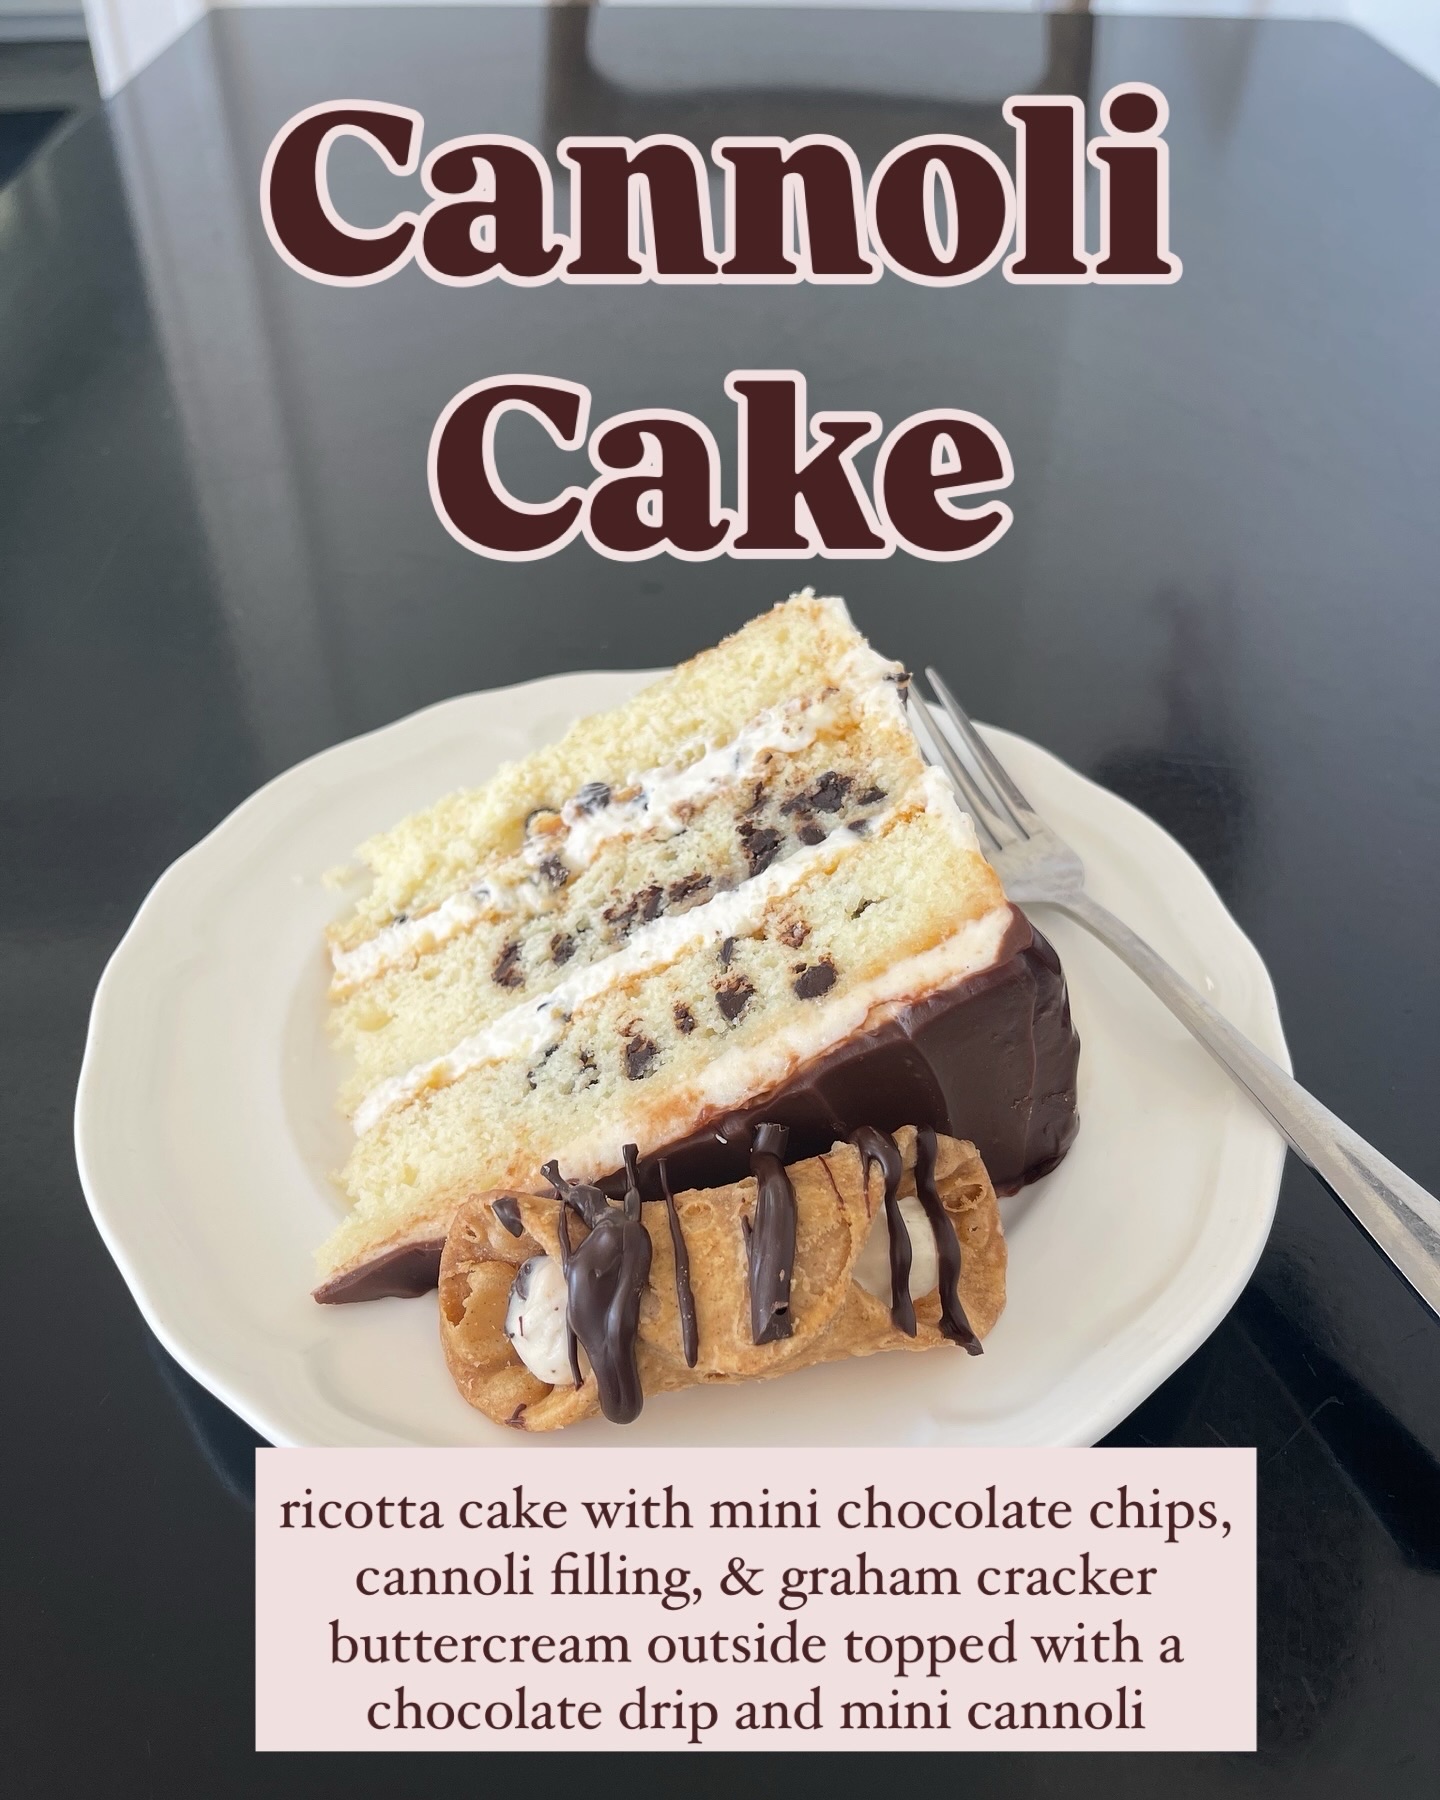 Cannoli
Cake
ricotta cake with mini chocolate chips,
cannoli filling, & graham cracker
buttercream outside topped with a
chocolate drip and mini cannoli